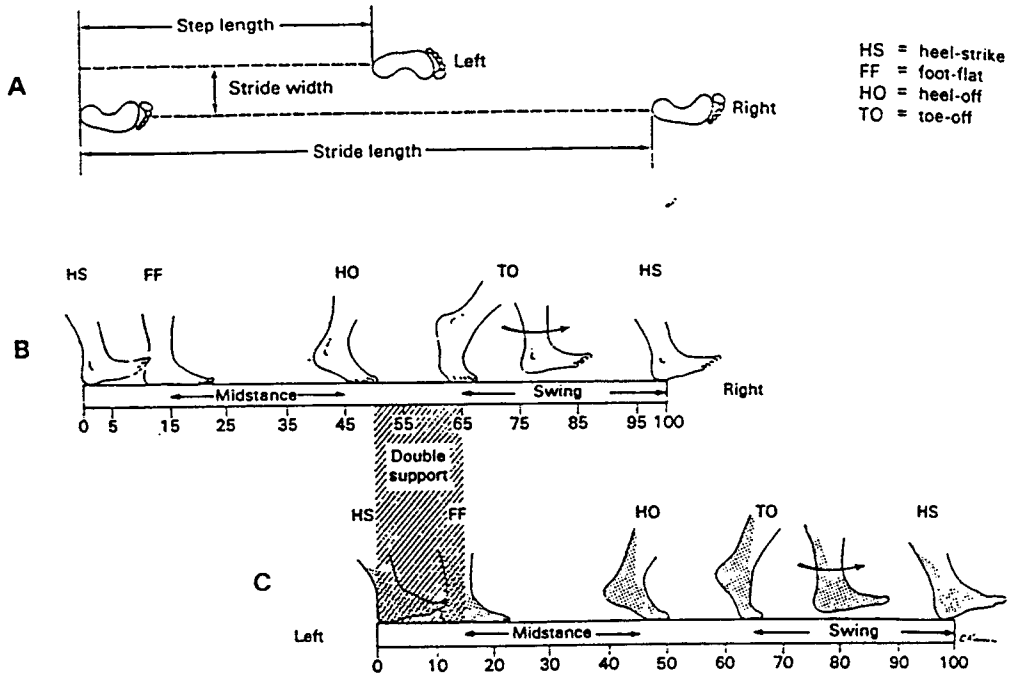 Step length
Left
A
Stride width
Right
Stride length
HS = heel-strike
FF = foot-flat
HO = heel-off
TO = toe-off
HS FF HO TO HS
B
Midstance Swing
Right
0 5 15 25 35 45 55 65 75 85 95 100
Double
support
HS FF HO TO HS
C
Left
Midstance Swing
0 10 20 30 40 50 60 70 80 90 100